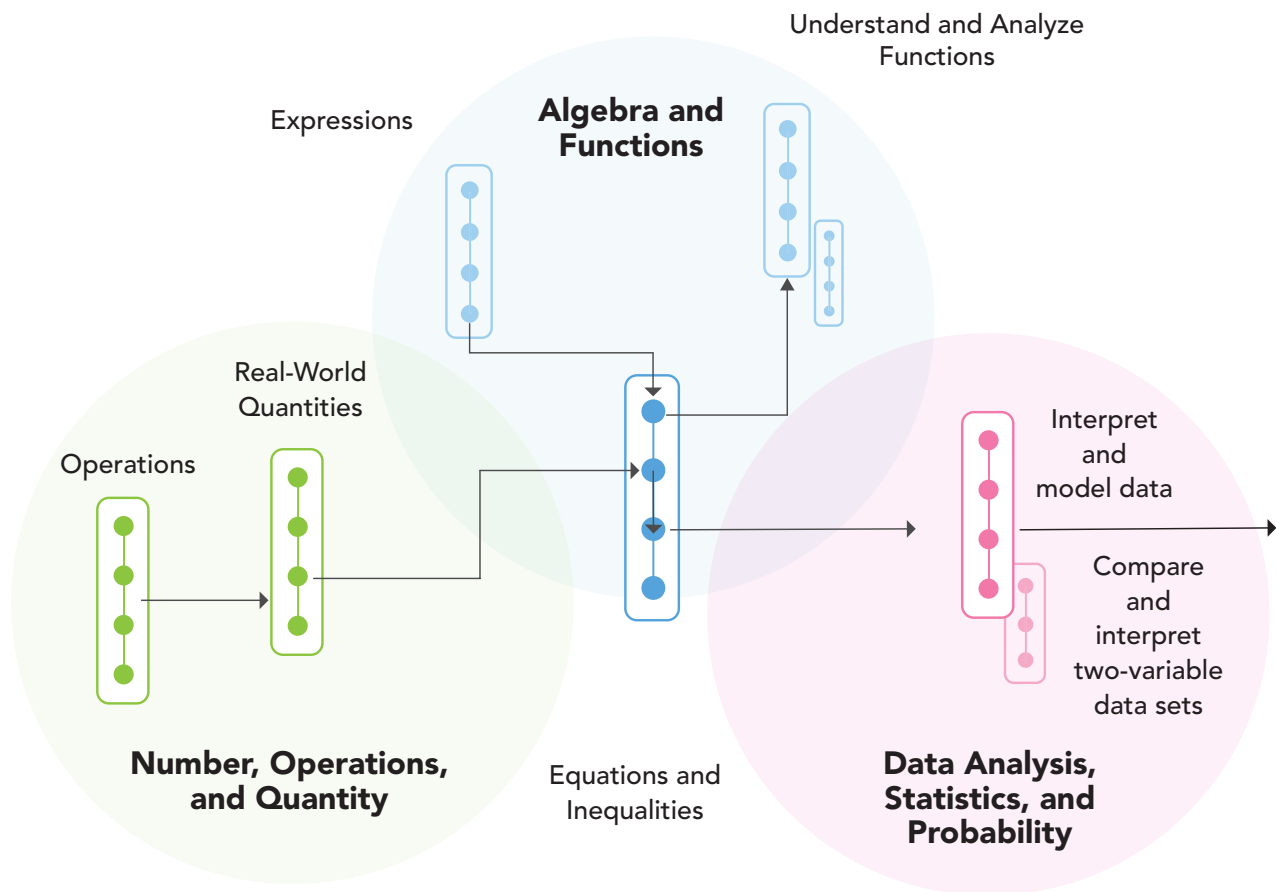 Understand and Analyze
Functions
Expressions
Algebra and
Functions
Real-World
Quantities
Operations
Interpret
and
model data
Compare
and
interpret
two-variable
data sets
Number, Operations,
and Quantity
Equations and
Inequalities
Data Analysis,
Statistics, and
Probability